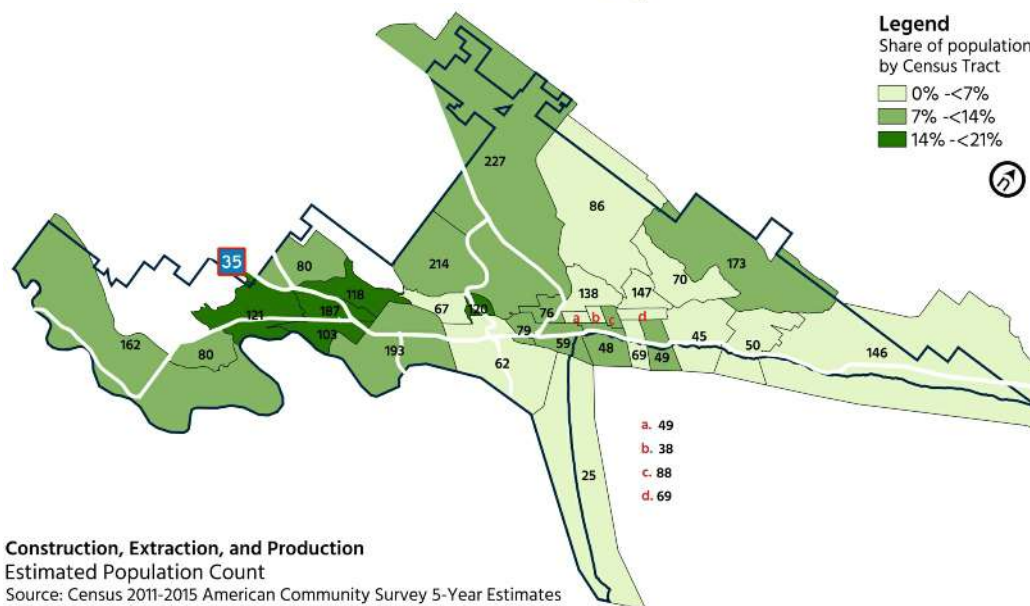 Legend
Share of population
by Census Tract
0% -<7%
7% -<14%
14% -<21%
227
86
35
80
214
70
173
118
138
147
121
187
67
120
76
a
b
c
d
162
80
103
193
79
59
48
69
49
45
50
146
62
25
a. 49
b. 38
c. 88
d. 69
Construction, Extraction, and Production
Estimated Population Count
Source: Census 2011-2015 American Community Survey 5-Year Estimates